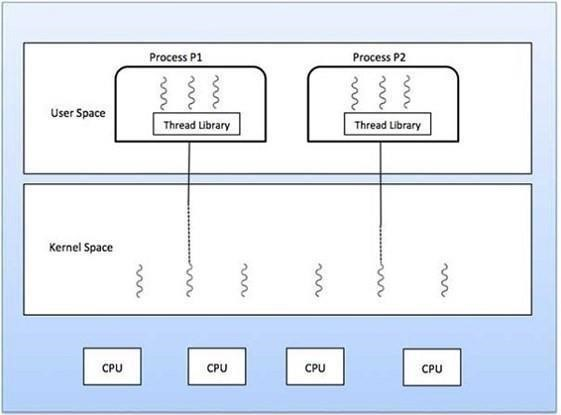 Process P1
Process P2
User Space
Thread Library
Thread Library
Kernel Space
CPU
CPU
CPU
CPU